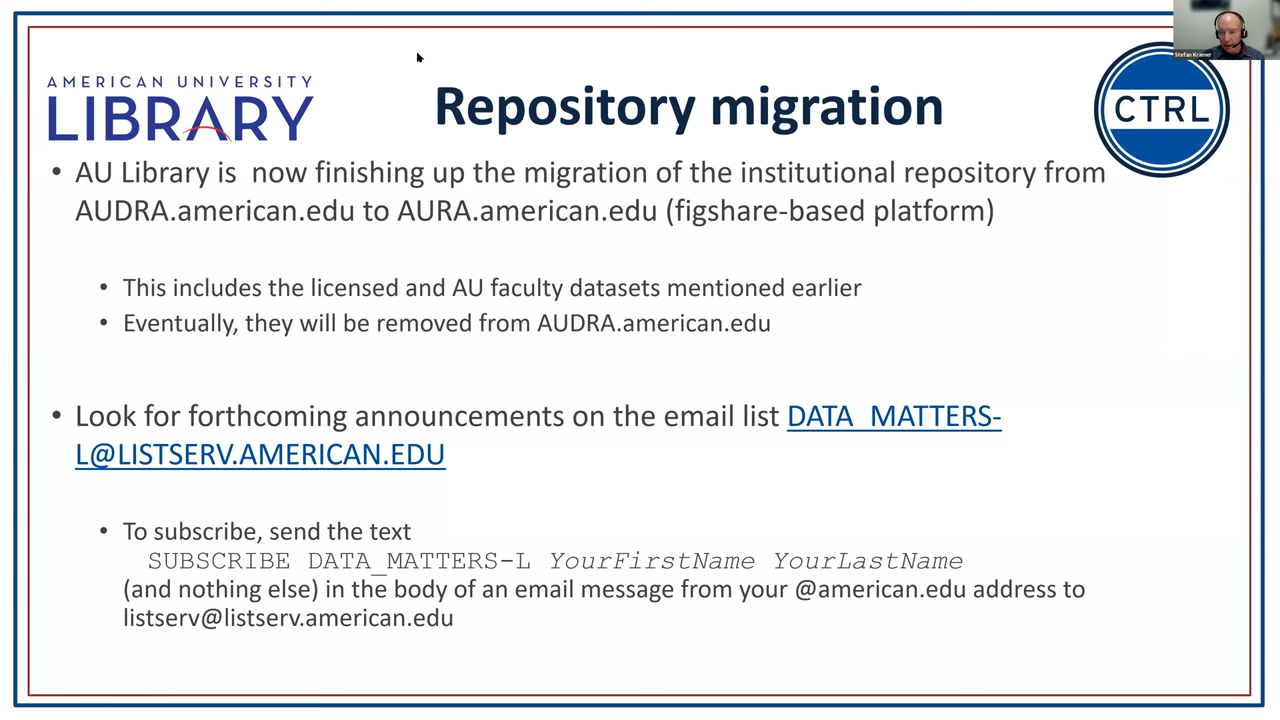 Stefan Kramer
AMERICAN UNIVERSITY
LIBRARY
Repository migration
CTRL
• AU Library is  now finishing up the migration of the institutional repository from
AUDRA.american.edu to AURA.american.edu (figshare-based platform)
• This includes the licensed and AU faculty datasets mentioned earlier
• Eventually, they will be removed from AUDRA.american.edu
• Look for forthcoming announcements on the email list DATA_MATTERS-
L@LISTSERV.AMERICAN.EDU
• To subscribe, send the text
SUBSCRIBE DATA_MATTERS-L YourFirstName YourLastName
(and nothing else) in the body of an email message from your @american.edu address to
listserv@listserv.american.edu